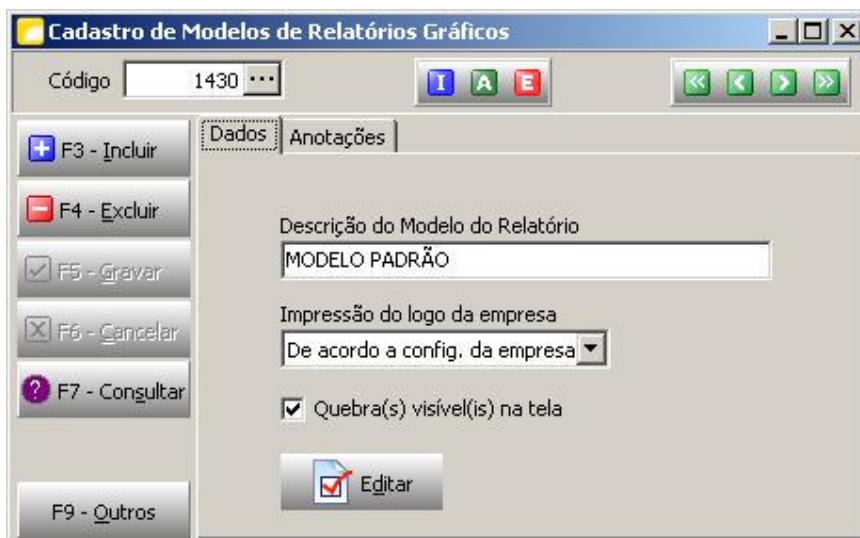 Cadastro de Modelos de Relatórios Gráficos
Código 1430 ...
I A E
F3 - Incluir
F4 - Excluir
F5 - Gravar
F6 - Cancelar
F7 - Consultar
F9 - Outros
Dados
Anotações
Descrição do Modelo do Relatório
MODELO PADRÃO
Impressão do logo da empresa
De acordo a config. da empresa
Quebra(s) visível(is) na tela
Editar